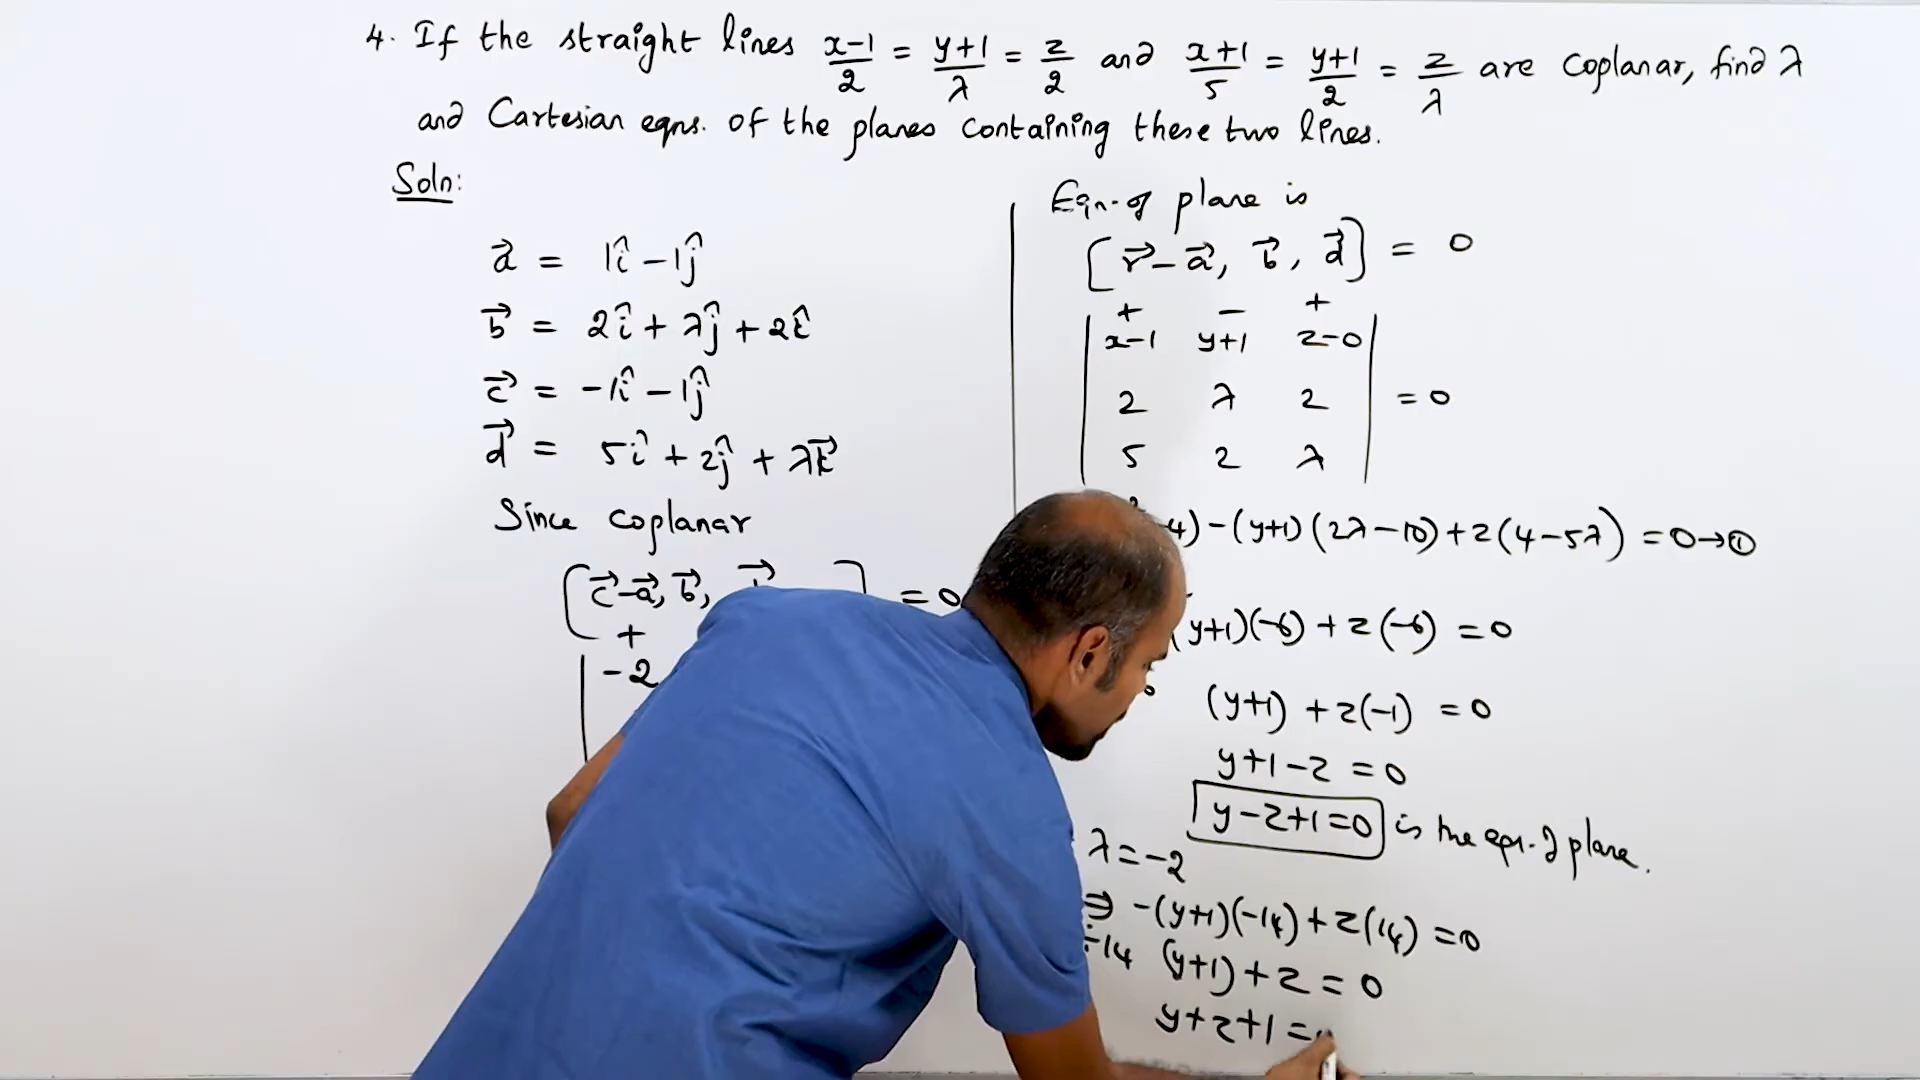 4. If the straight lines x-1/2 = y+1/λ = z/2 and x+1/5 = y+1/2 = z/λ are coplanar, find λ
and Cartesian eqns. of the planes containing these two lines.
Soln:
a⃗ = 1î - 1ĵ
b⃗ = 2î + λĵ + 2k̂
c⃗ = -1î - 1ĵ
d⃗ = 5î + 2ĵ + λk⃗
Since coplanar
[c⃗-a⃗, b⃗, ] = 0
+
-2
Eqn. of plane is
[r⃗-a⃗, b⃗, d⃗] = 0
+ - +
| x-1 y+1 z-0 |
| 2 λ 2 | = 0
| 5 2 λ |
4) - (y+1)(2λ-10) + z(4-5λ) = 0 → ①
(y+1)(-6) + z(-6) = 0
(y+1) + z(-1) = 0
y+1-z = 0
y-z+1=0 is the eqn. of plane.
λ = -2
⇒ -(y+1)(-14) + z(14) = 0
÷14 (y+1) + z = 0
y+z+1 =